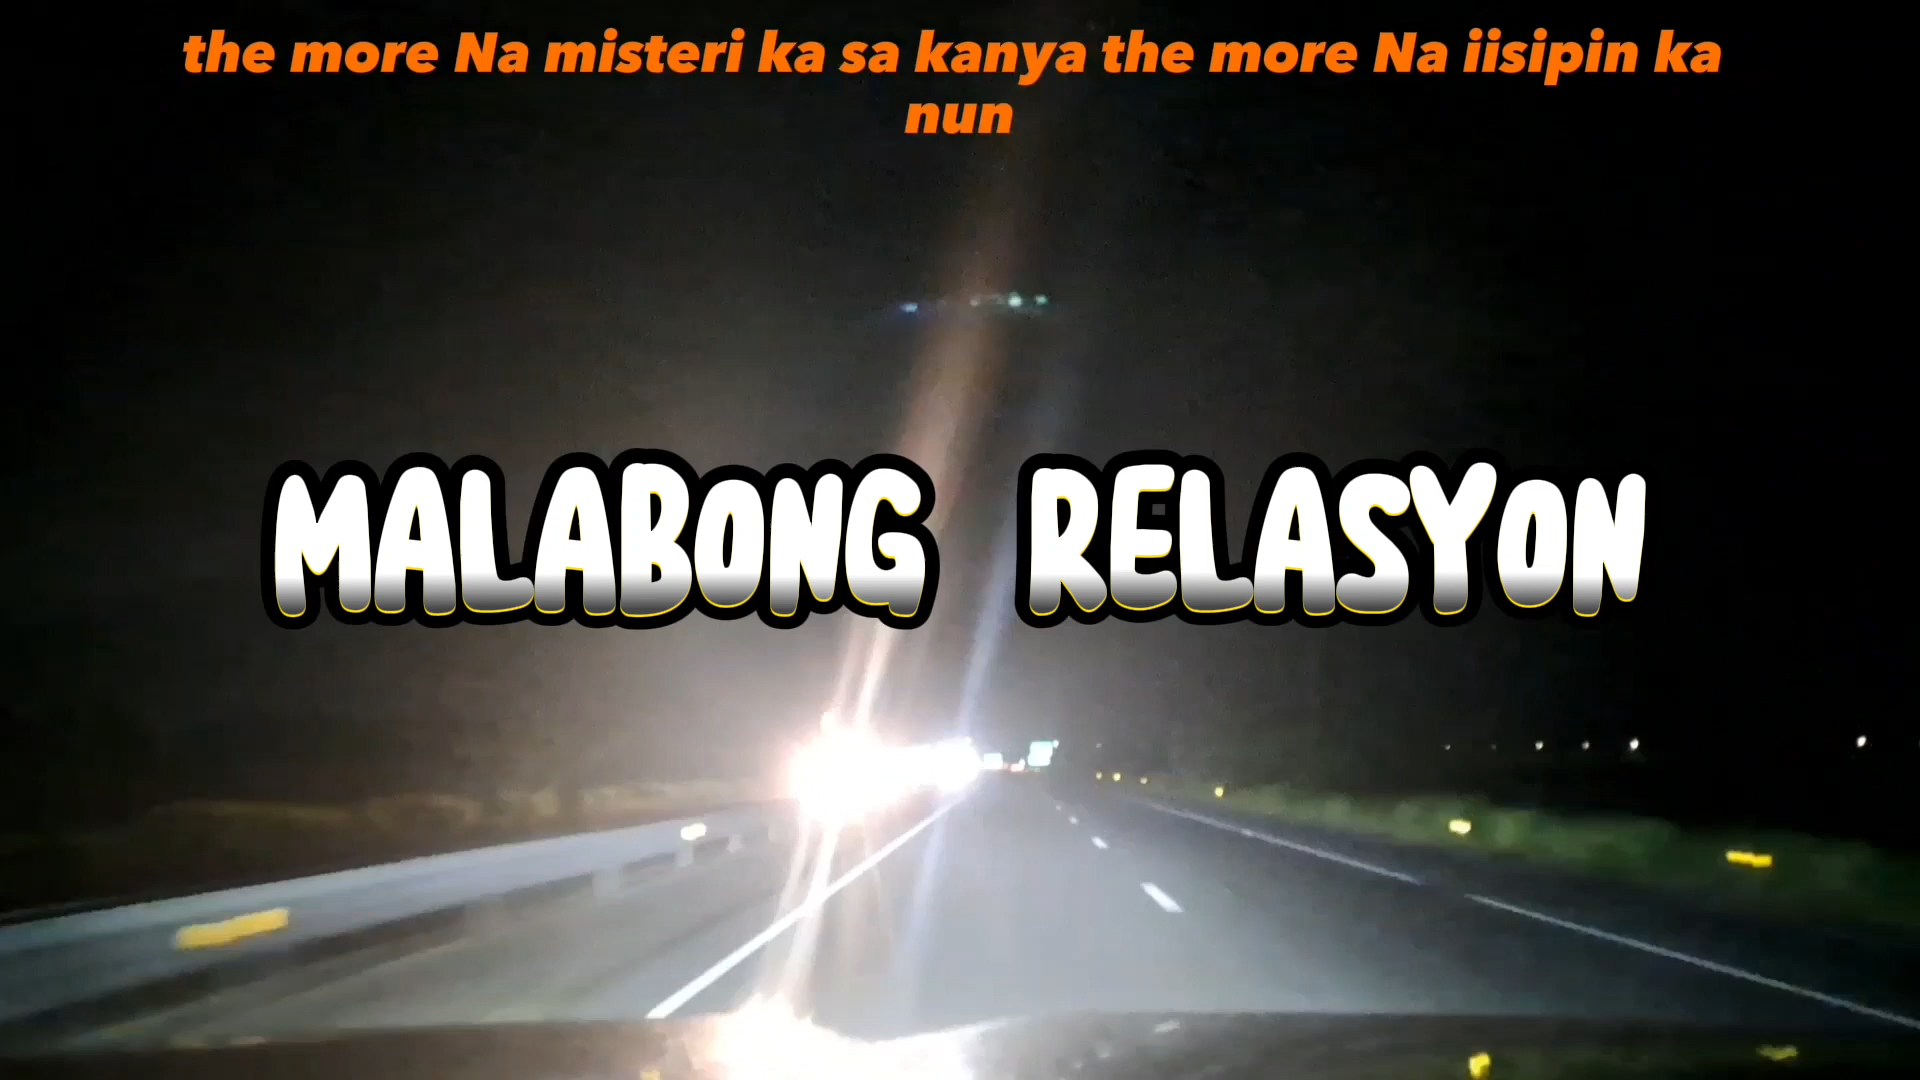 the more Na misteri ka sa kanya the more Na iisipin ka
nun
MALABONG RELASYON